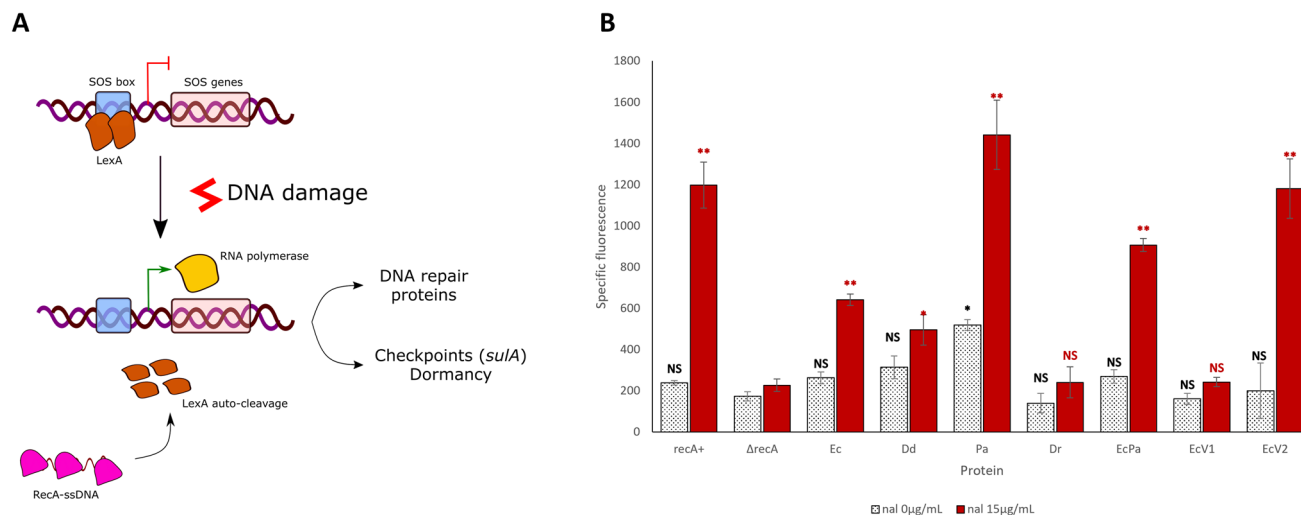 A
SOS box
SOS genes
LexA
DNA damage
RNA polymerase
DNA repair
proteins
Checkpoints (sulA)
Dormancy
LexA auto-cleavage
RecA-ssDNA
B
1800
1600
1400
1200
1000
800
600
400
200
0
Specific fluorescence
NS
**
NS
**
NS
*
*
**
NS
NS
NS
**
NS
NS
NS
**
recA+
ΔrecA
Ec
Dd
Pa
Dr
EcPa
EcV1
EcV2
Protein
nal 0µg/mL
nal 15µg/mL